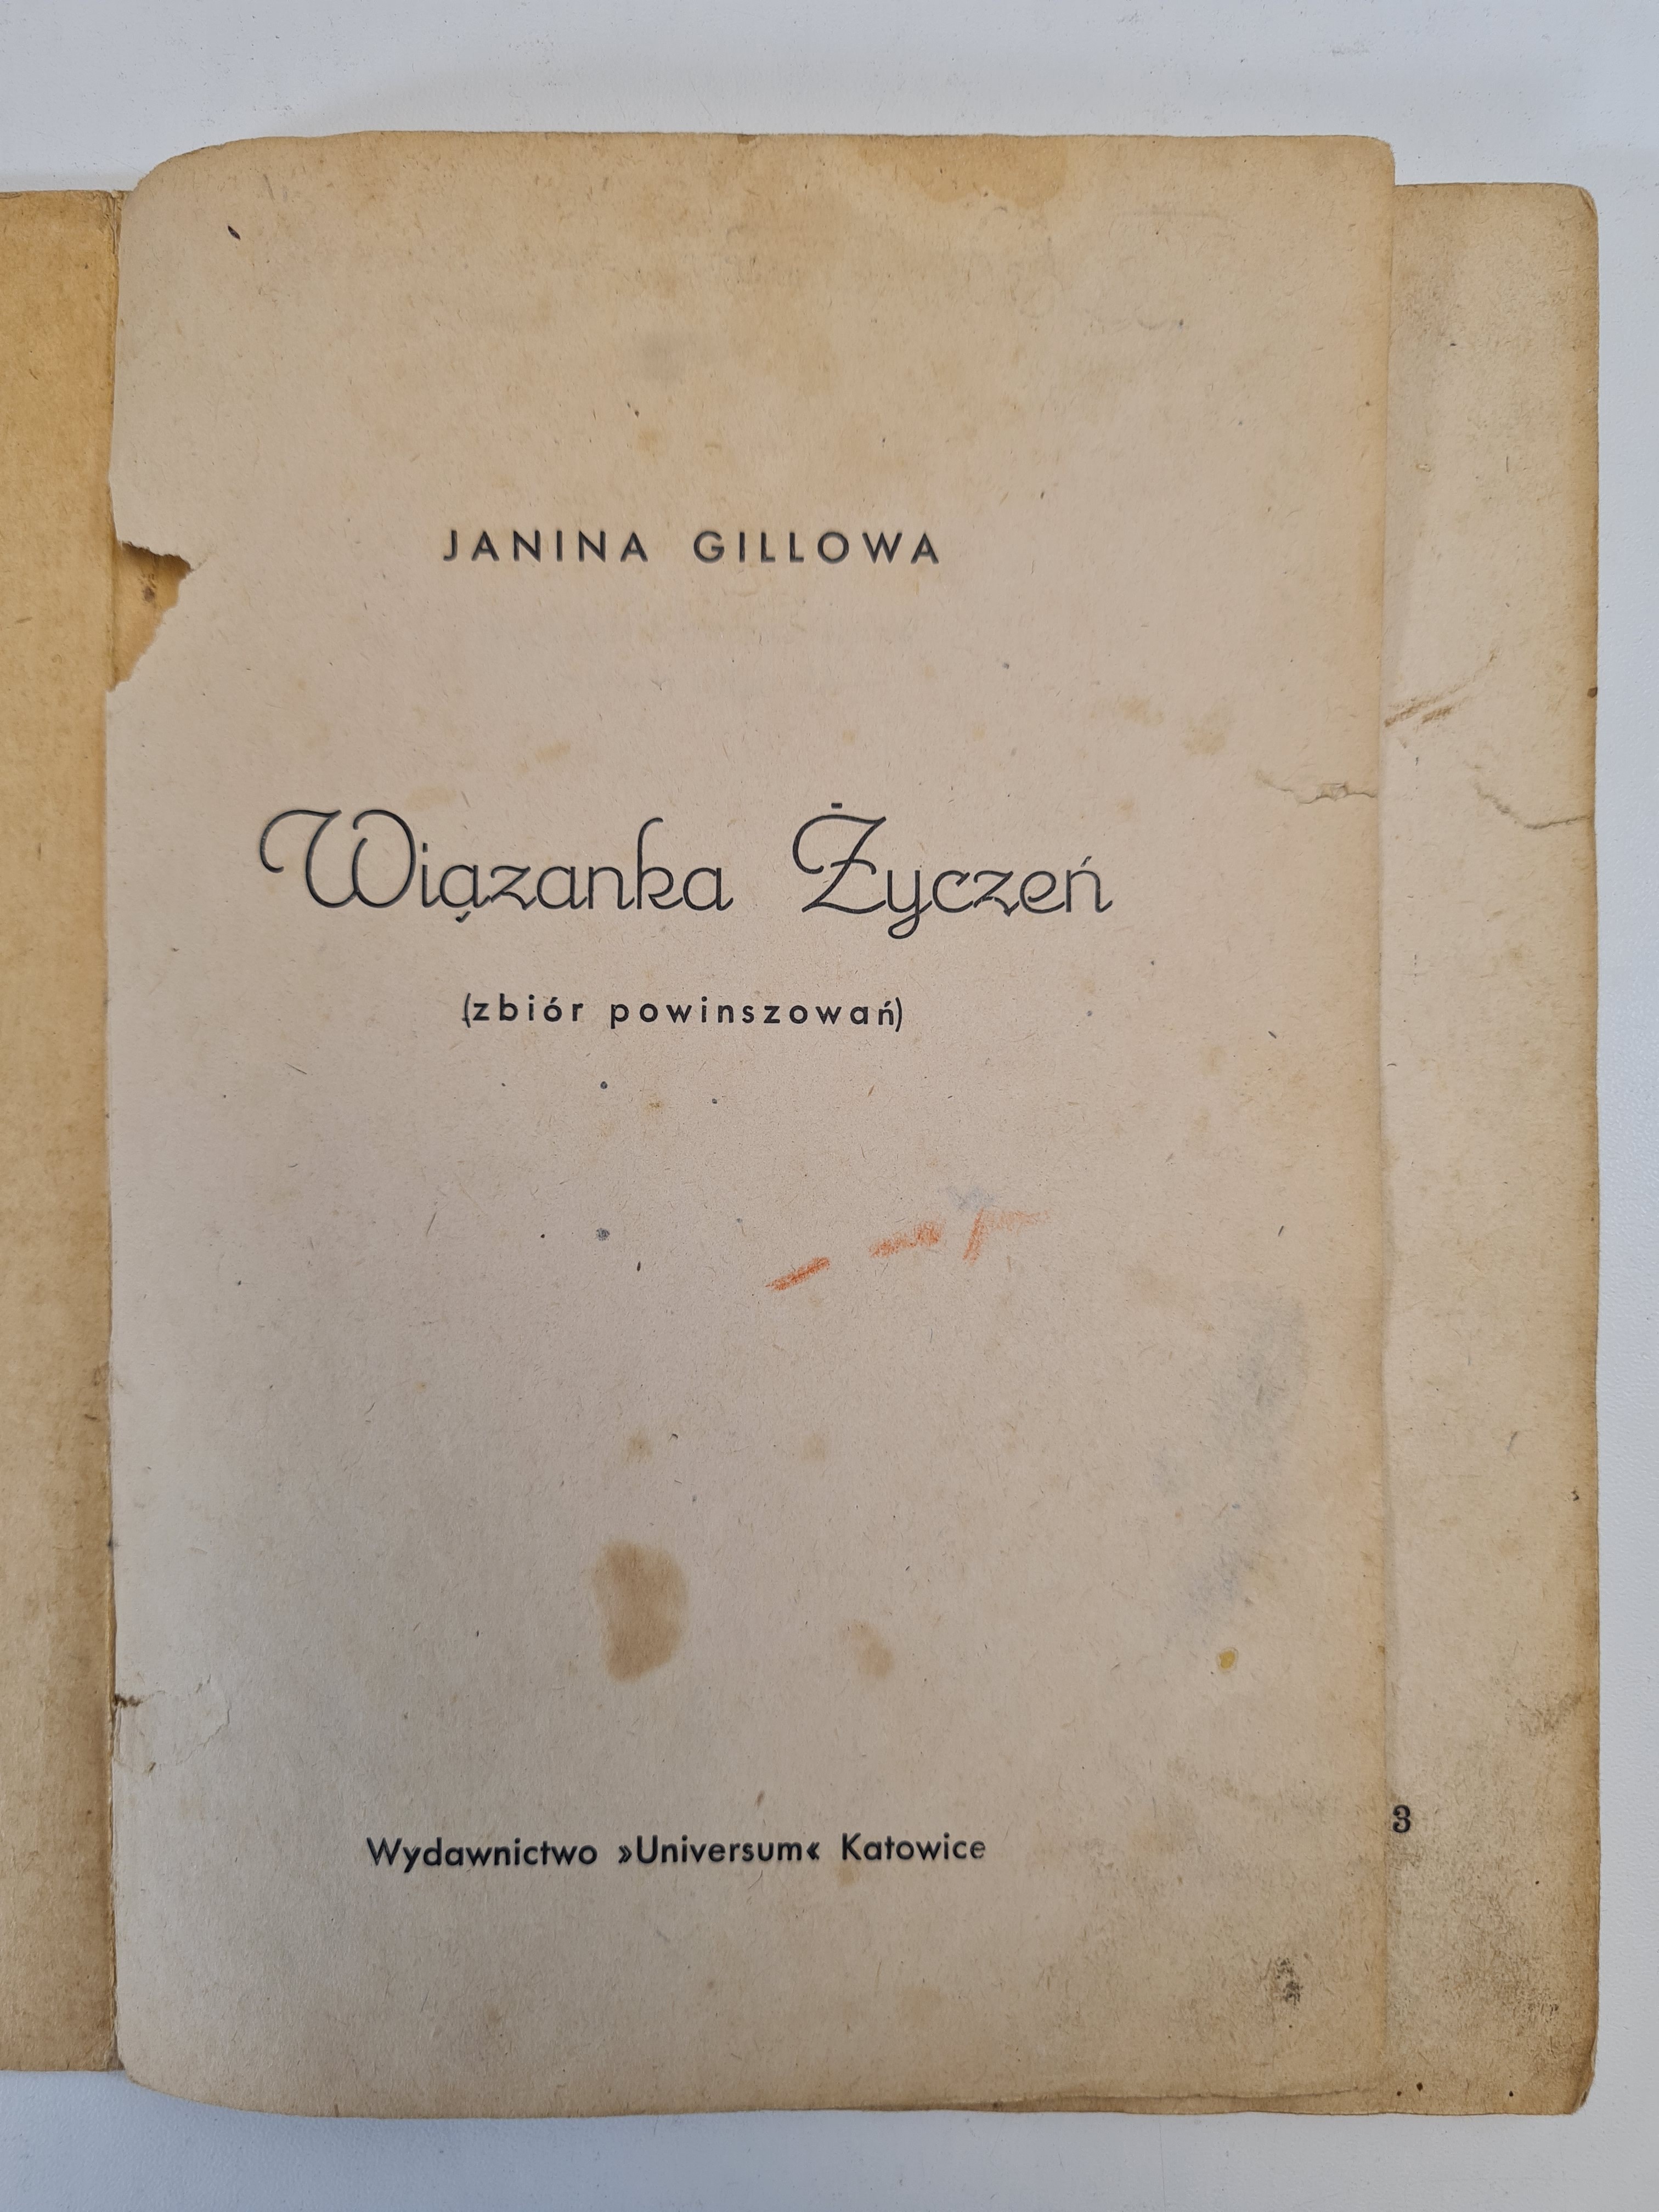 JANINA GILLOWA
Wiązanka Życzeń
(zbiór powinszowań)
Wydawnictwo »Universum« Katowice
3